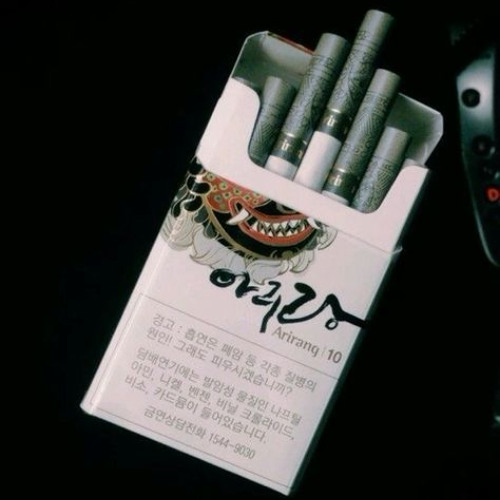 아리랑
Arirang | 10
경고 : 흡연은 폐암 등 각종 질병의
원인! 그래도 피우시겠습니까?
담배연기에는 발암성 물질인 나프틸
아민, 니켈, 벤젠, 비닐 크롤라이드,
비소, 카드뮴이 들어있습니다.
금연상담전화 1544-9030